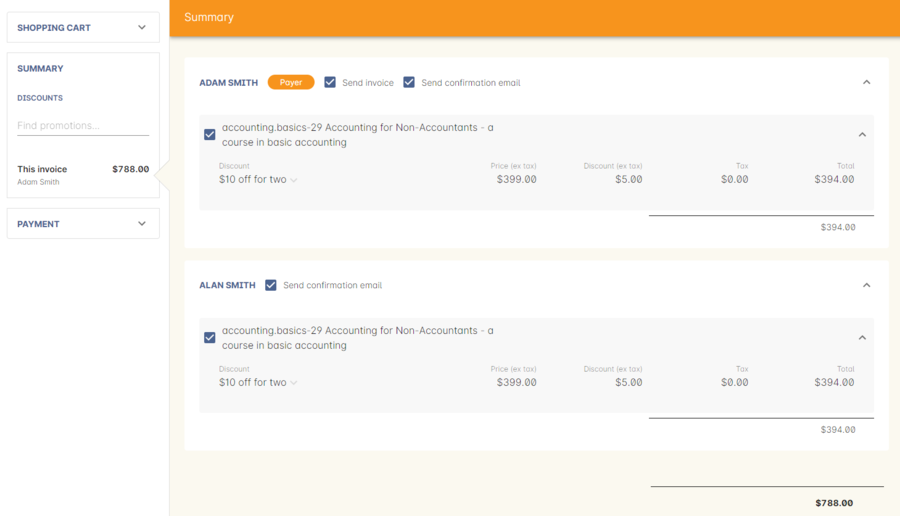 SHOPPING CART
SUMMARY
DISCOUNTS
Find promotions...
This invoice $788.00
Adam Smith
PAYMENT
Summary
ADAM SMITH Payer Send invoice Send confirmation email
accounting.basics-29 Accounting for Non-Accountants - a
course in basic accounting
Discount Price (ex tax) Discount (ex tax) Tax Total
$10 off for two $399.00 $5.00 $0.00 $394.00
$394.00
ALAN SMITH Send confirmation email
accounting.basics-29 Accounting for Non-Accountants - a
course in basic accounting
Discount Price (ex tax) Discount (ex tax) Tax Total
$10 off for two $399.00 $5.00 $0.00 $394.00
$394.00
$788.00